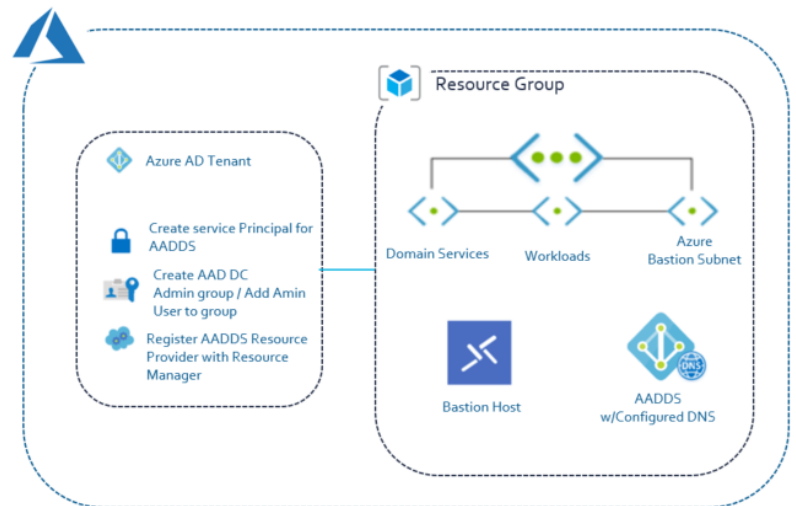 Resource Group
Azure AD Tenant
Create service Principal for
AADDS
Create AAD DC
Admin group / Add Amin
User to group
Register AADDS Resource
Provider with Resource
Manager
Domain Services
Workloads
Azure
Bastion Subnet
Bastion Host
DNS
AADDS
w/Configured DNS